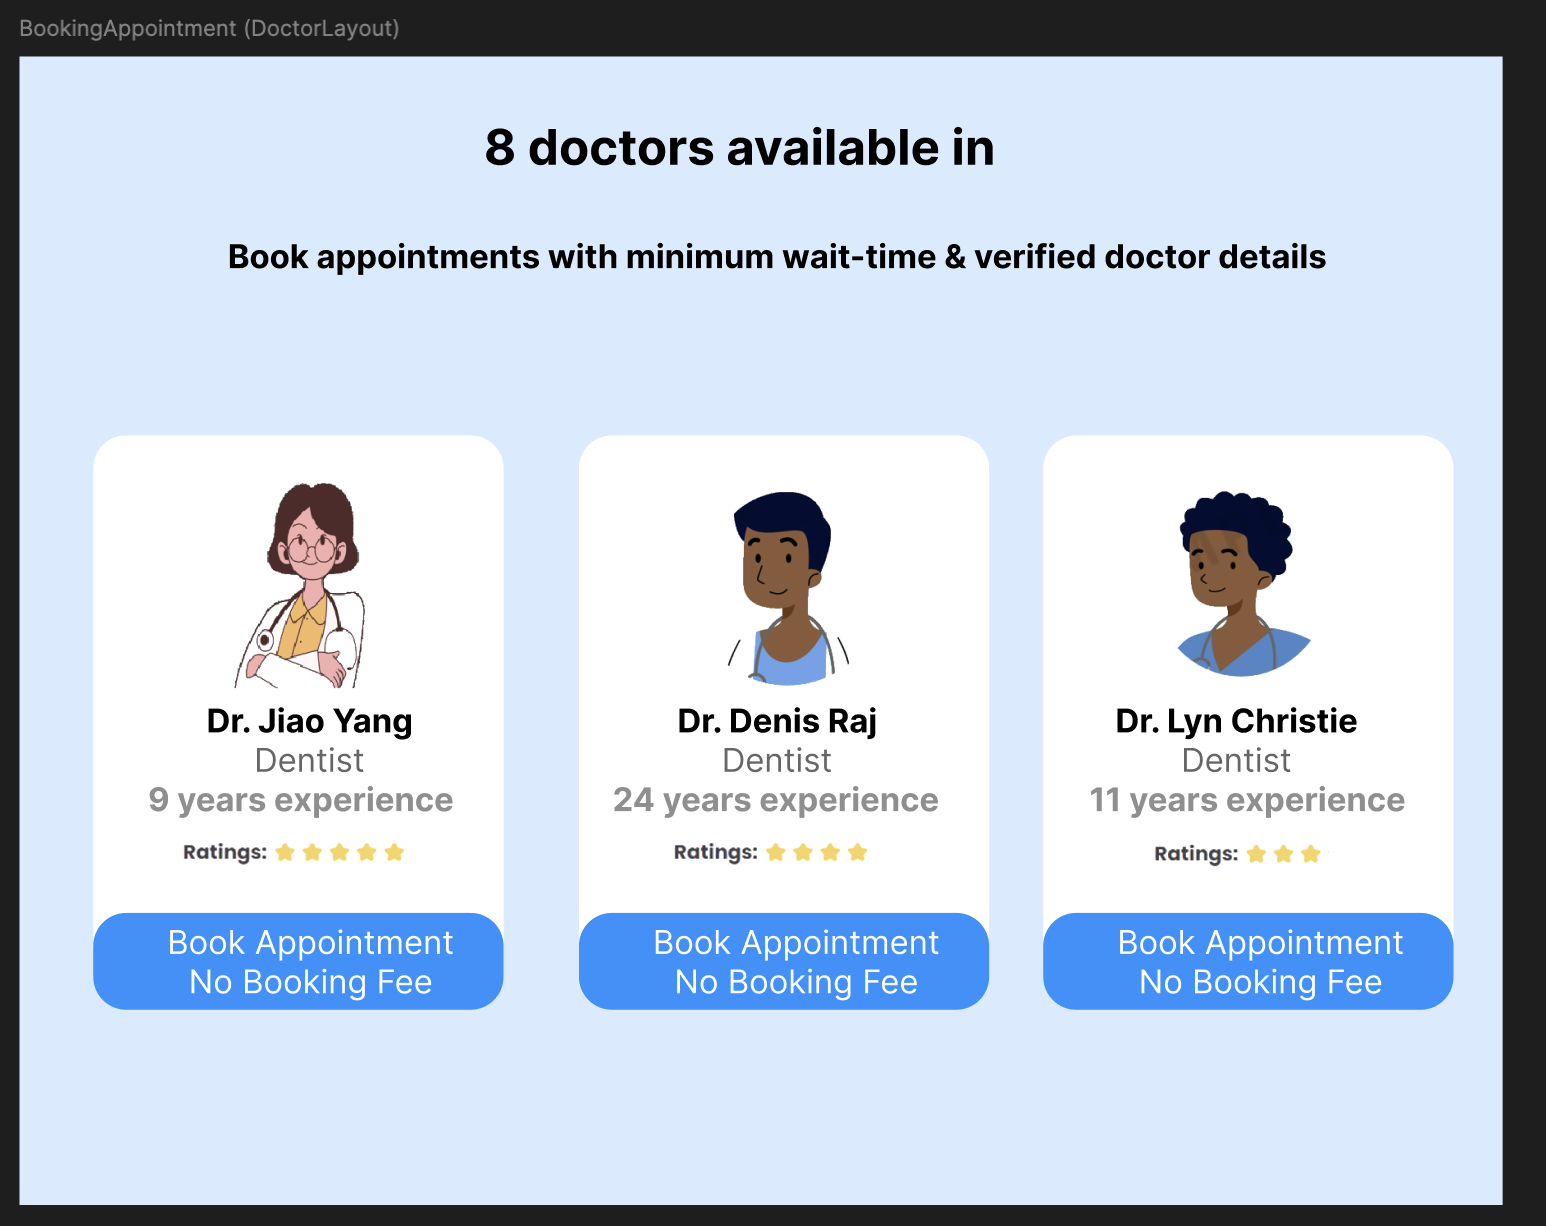 BookingAppointment (DoctorLayout)
8 doctors available in
Book appointments with minimum wait-time & verified doctor details
Dr. Jiao Yang
Dentist
9 years experience
Ratings:
Book Appointment
No Booking Fee
Dr. Denis Raj
Dentist
24 years experience
Ratings:
Book Appointment
No Booking Fee
Dr. Lyn Christie
Dentist
11 years experience
Ratings:
Book Appointment
No Booking Fee